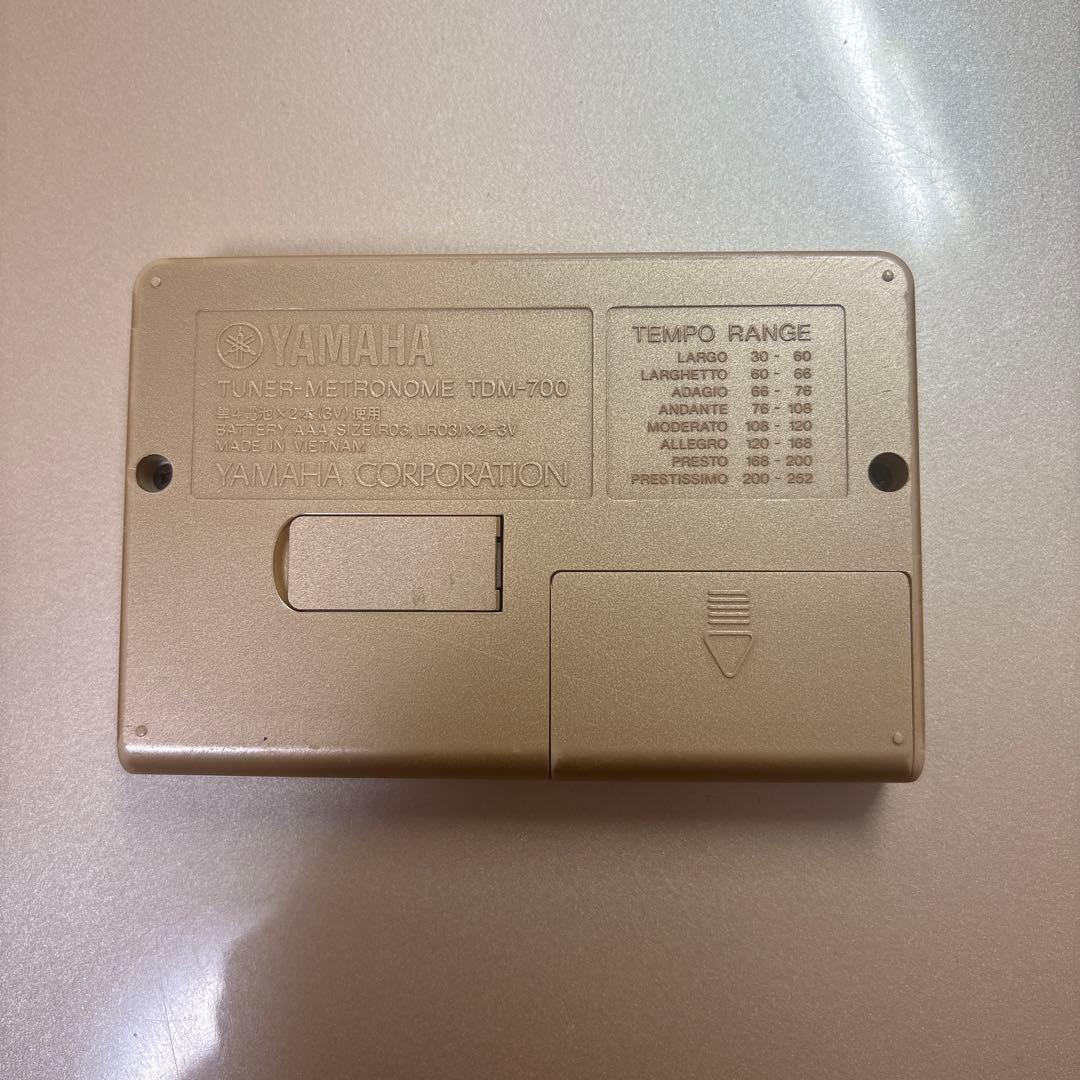 YAMAHA
TUNER-METRONOME TDM-700
単4電池×2本(3V)使用
BATTERY AAA SIZE(R03, LR03)×2-3V
MADE IN VIETNAM
YAMAHA CORPORATION
TEMPO RANGE
LARGO 30 - 60
LARGHETTO 60 - 66
ADAGIO 66 - 76
ANDANTE 76 - 108
MODERATO 108 - 120
ALLEGRO 120 - 168
PRESTO 168 - 200
PRESTISSIMO 200 - 252